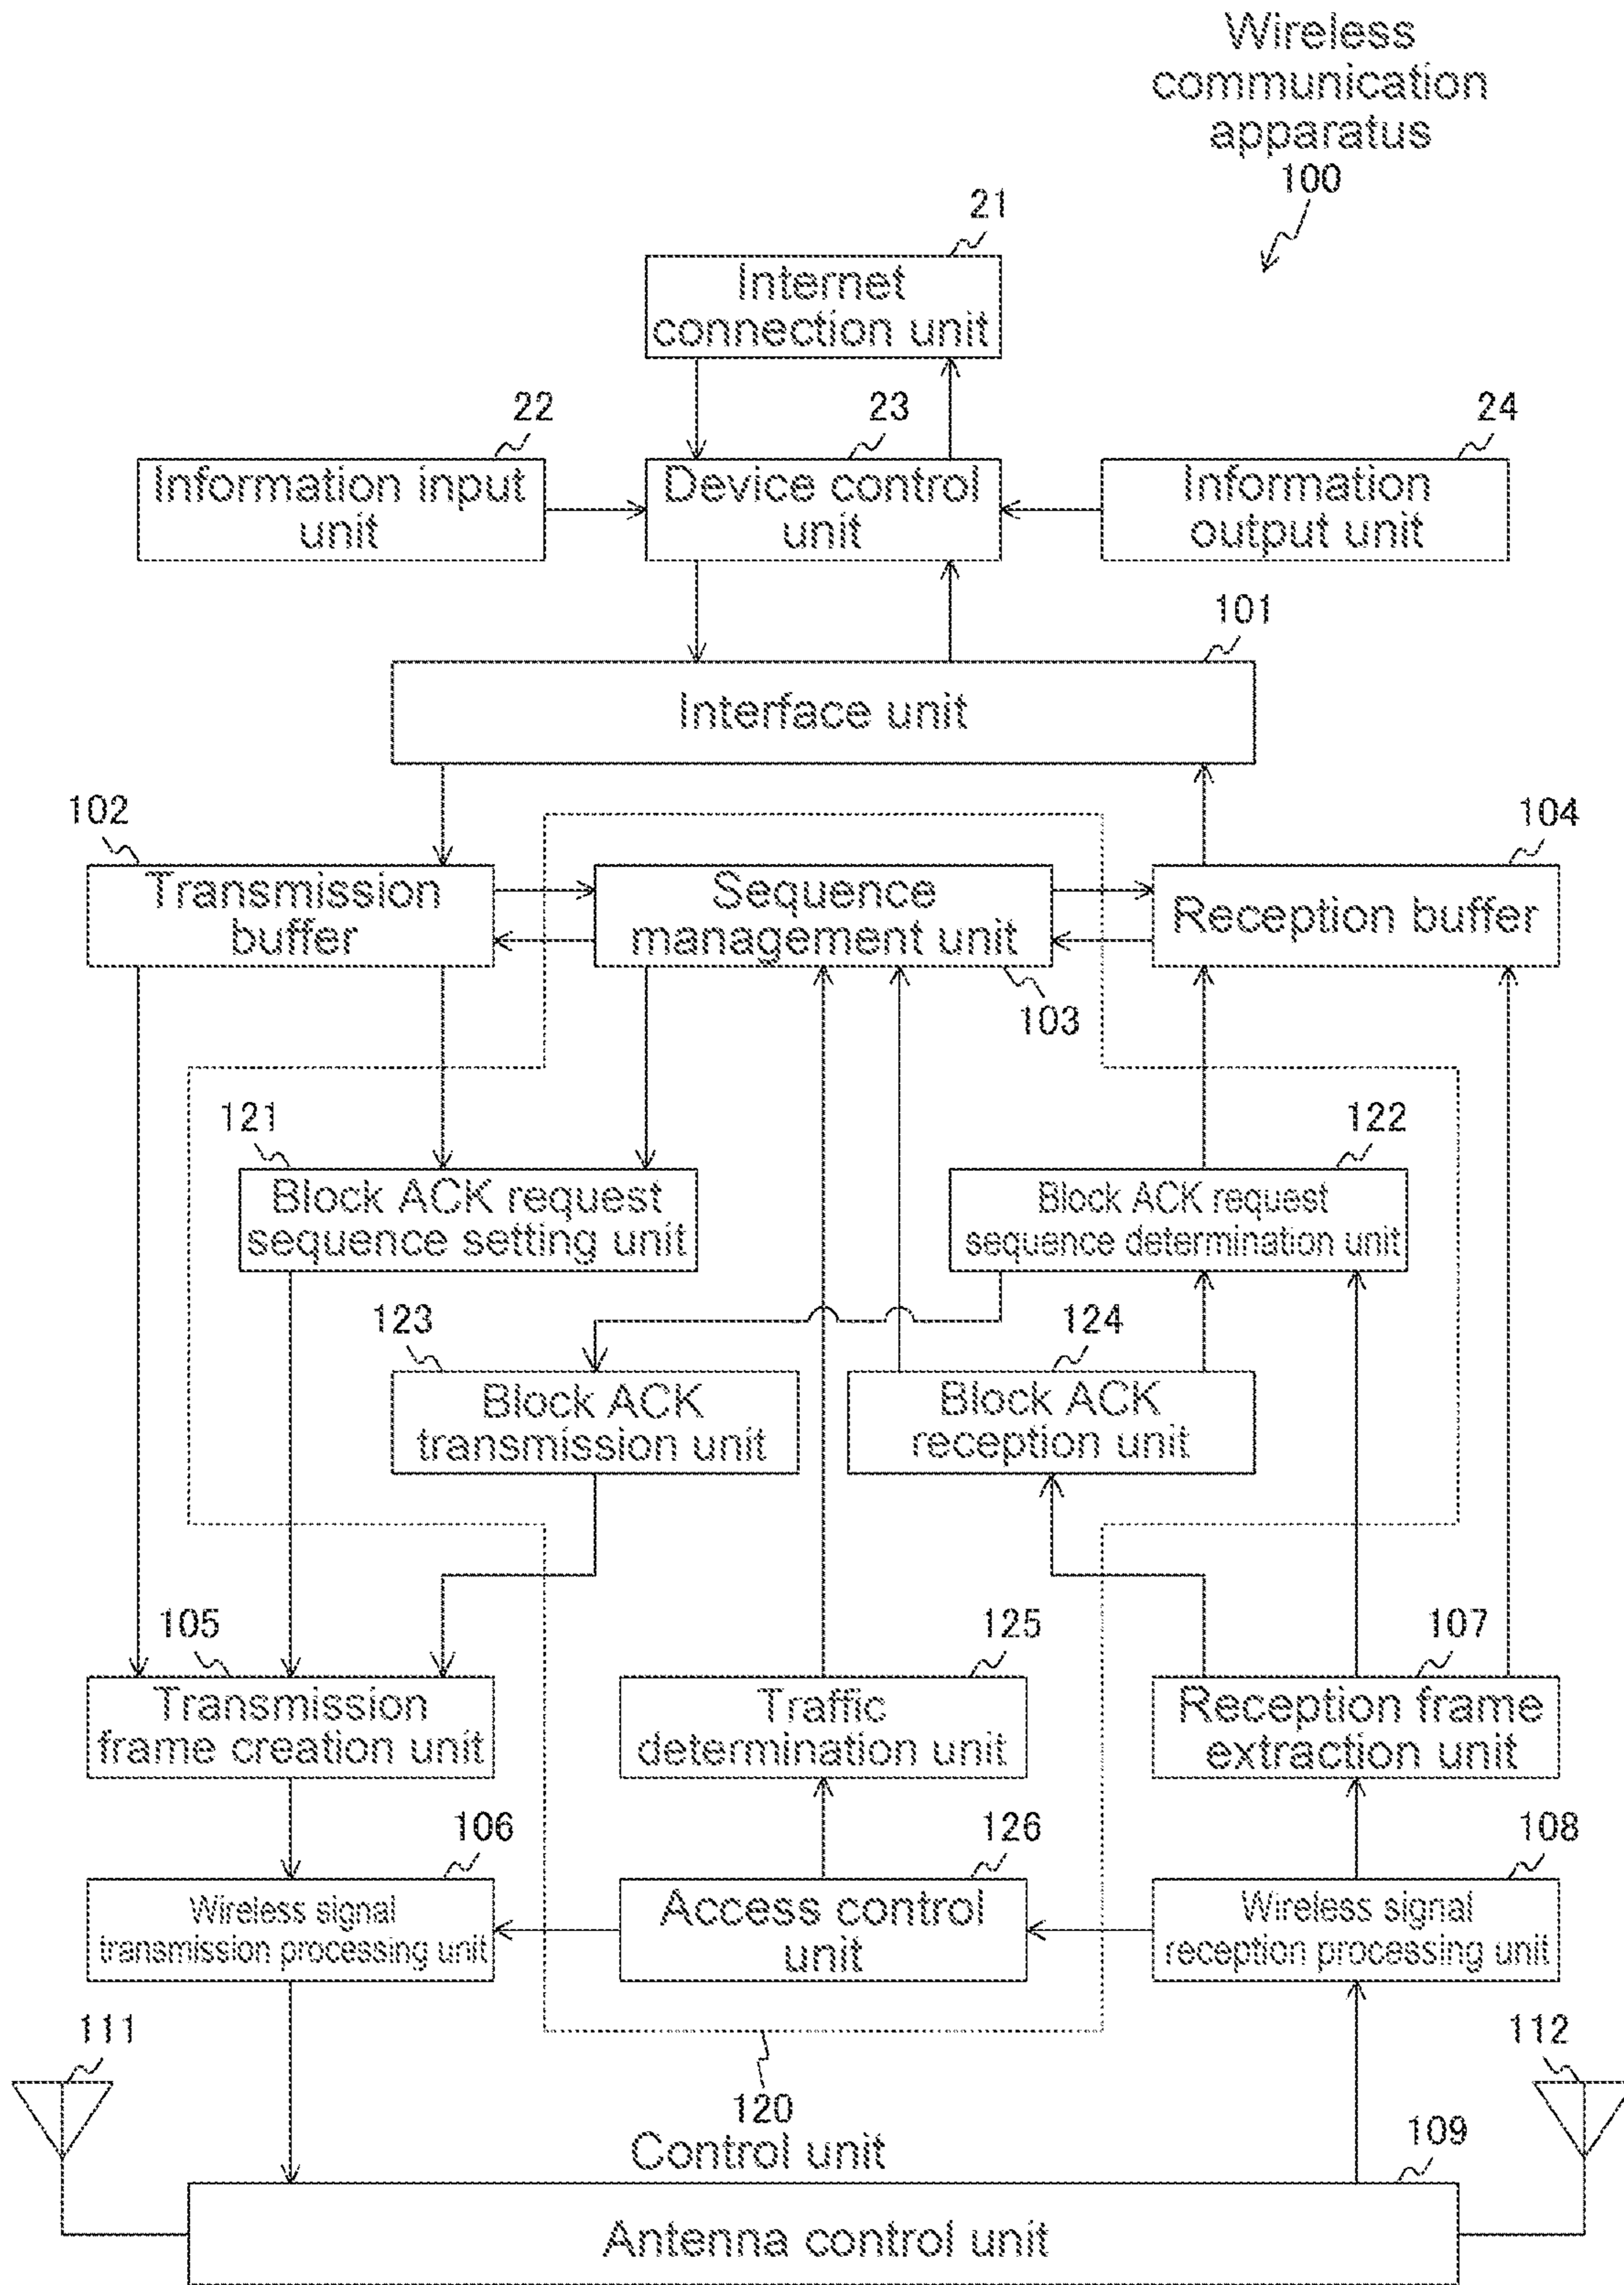 Wireless
communication
apparatus
100
21
Internet
connection unit
22
23
24
Information input
unit
Device control
unit
Information
output unit
101
Interface unit
102
104
Transmission
buffer
Sequence
management unit
Reception buffer
103
121
122
Block ACK request
sequence setting unit
Block ACK request
sequence determination unit
123
124
Block ACK
transmission unit
Block ACK
reception unit
105
125
107
Transmission
frame creation unit
Traffic
determination unit
Reception frame
extraction unit
106
126
108
Wireless signal
transmission processing unit
Access control
unit
Wireless signal
reception processing unit
111
112
120
Control unit
109
Antenna control unit